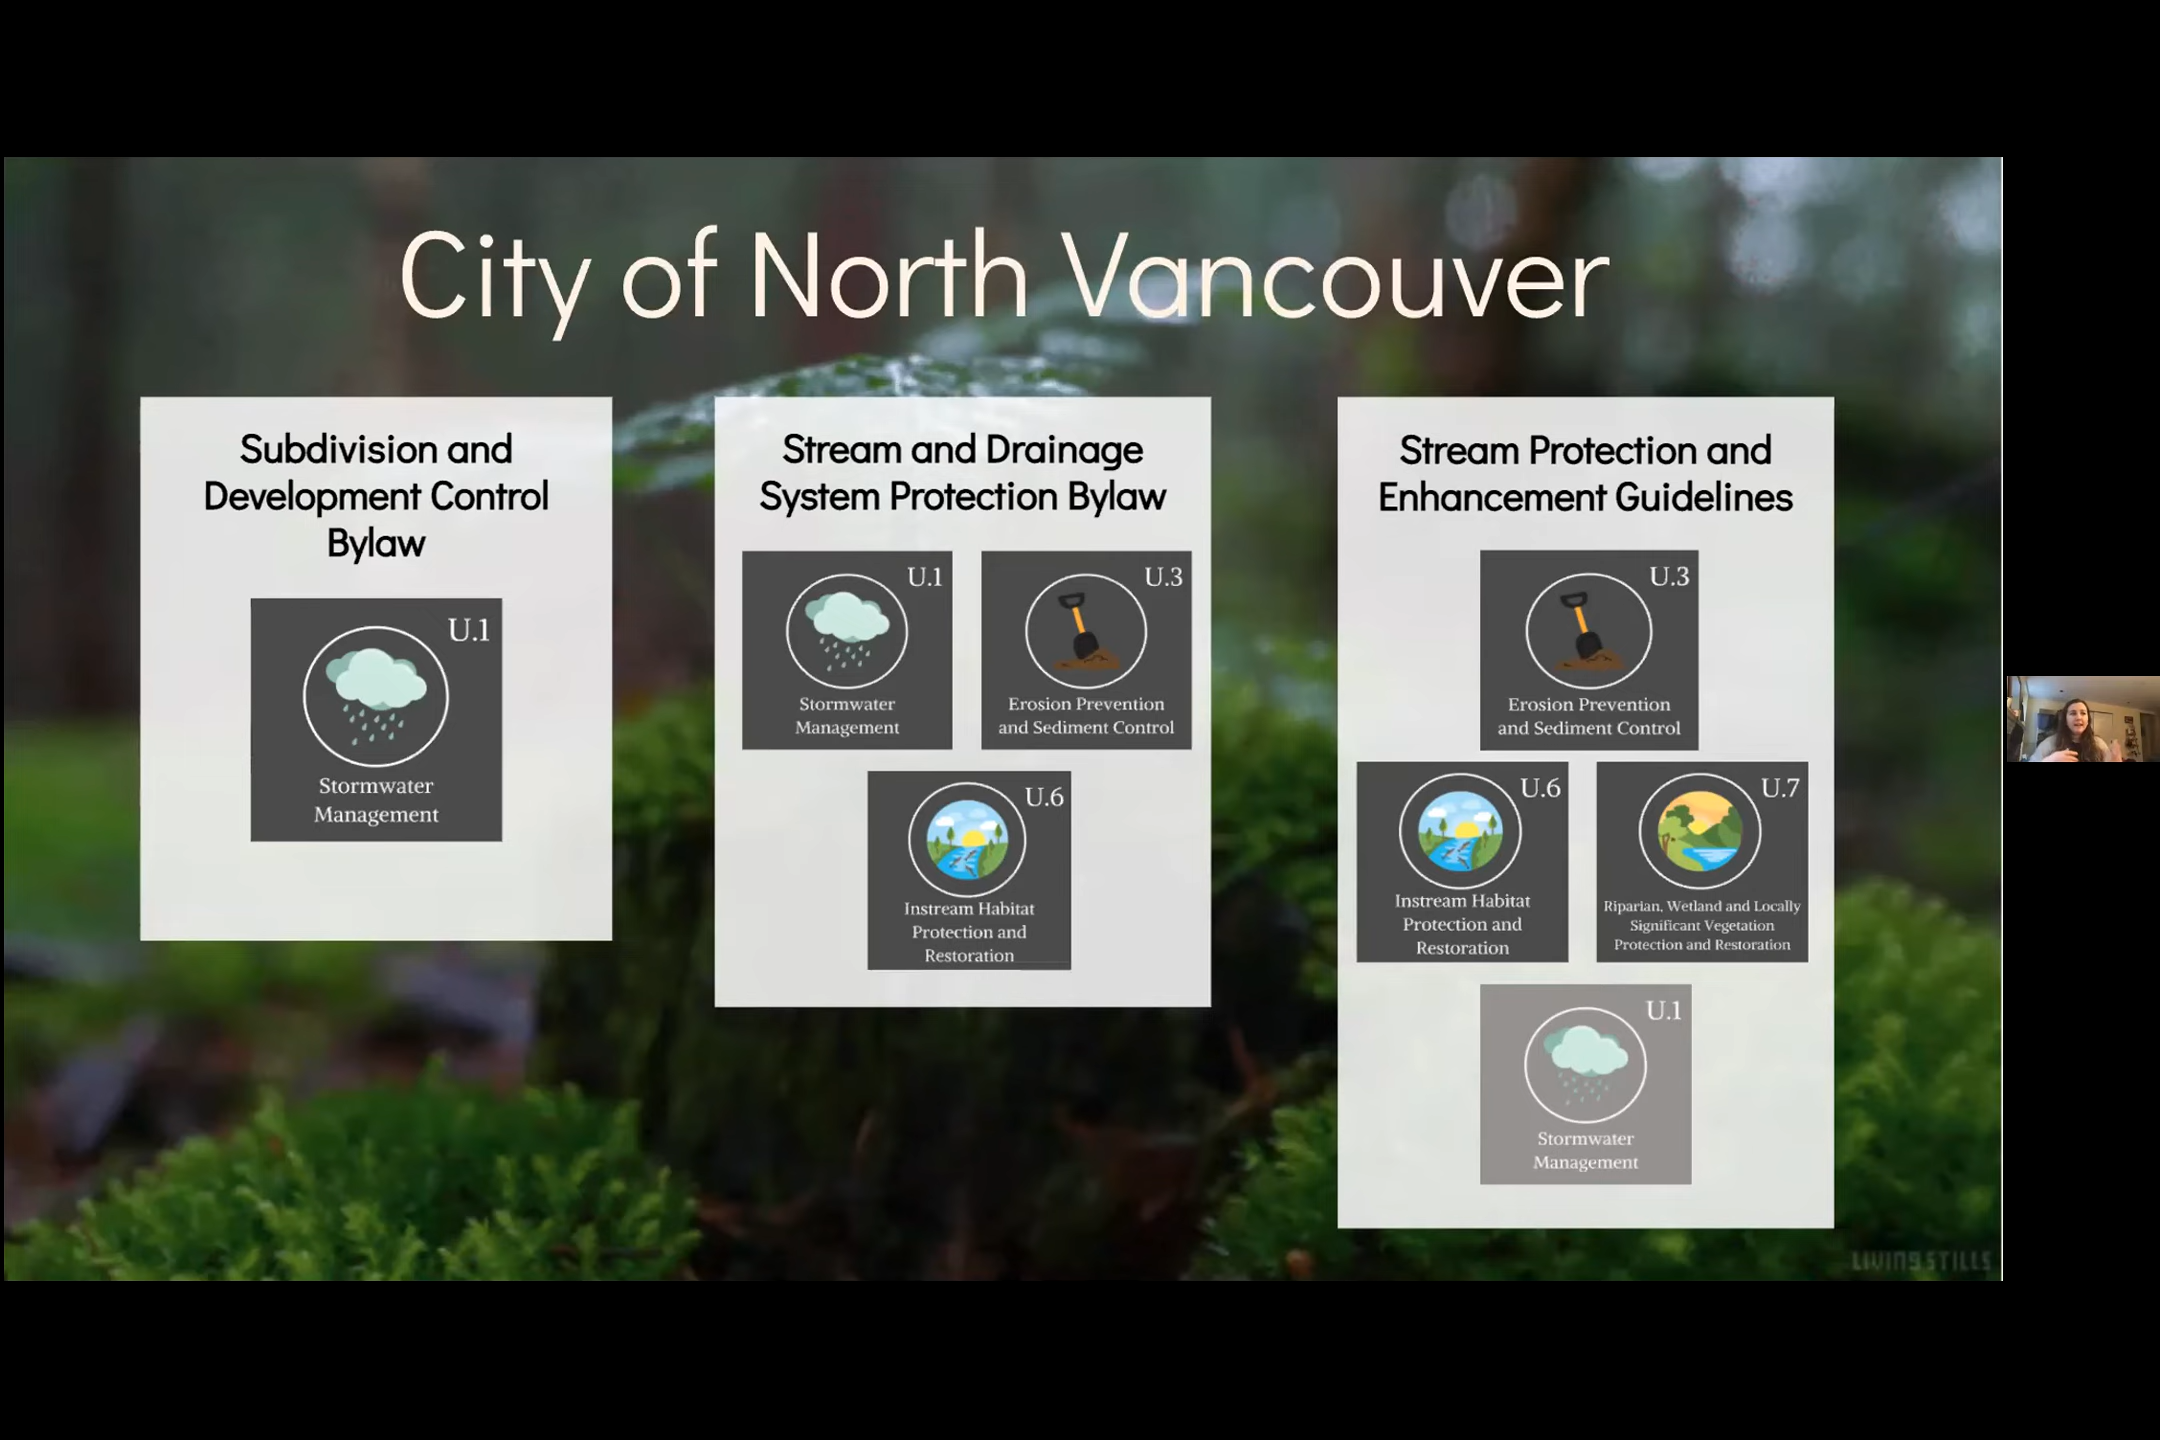 City of North Vancouver
Subdivision and
Development Control
Bylaw
U.1
Stormwater
Management
Stream and Drainage
System Protection Bylaw
U.1
Stormwater
Management
U.3
Erosion Prevention
and Sediment Control
U.6
Instream Habitat
Protection and
Restoration
Stream Protection and
Enhancement Guidelines
U.3
Erosion Prevention
and Sediment Control
U.6
Instream Habitat
Protection and
Restoration
U.7
Riparian, Wetland and Locally
Significant Vegetation
Protection and Restoration
U.1
Stormwater
Management
LIVINGSTILLS